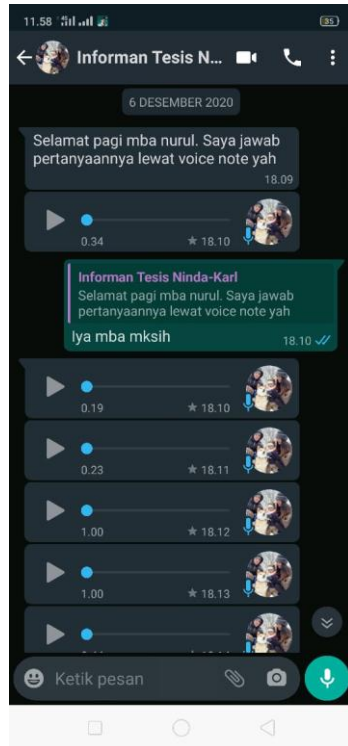 11.58
35
Informan Tesis N...
6 DESEMBER 2020
Selamat pagi mba nurul. Saya jawab
pertanyaannya lewat voice note yah
18.09
0.34 ★ 18.10
Informan Tesis Ninda-Karl
Selamat pagi mba nurul. Saya jawab
pertanyaannya lewat voice note yah
Iya mba mksih
18.10
0.19 ★ 18.10
0.23 ★ 18.11
1.00 ★ 18.12
1.00 ★ 18.13
Ketik pesan